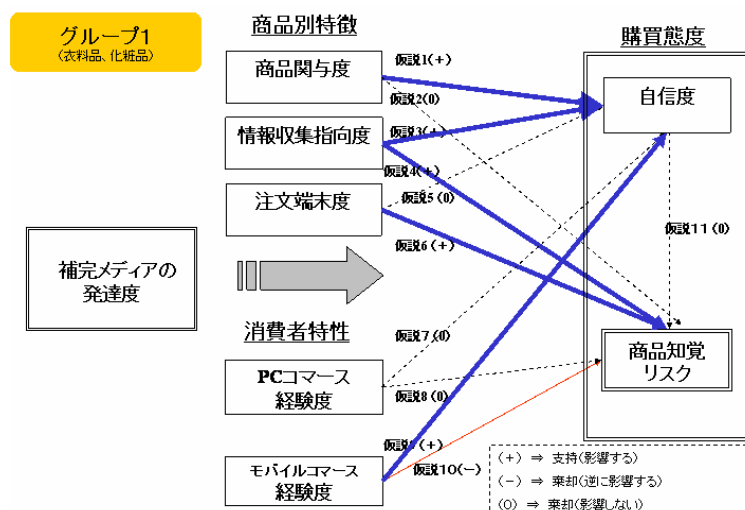 グループ1
(衣料品、化粧品)
商品別特徴
商品関与度
情報収集指向度
注文端末度
補完メディアの
発達度
消費者特性
PCコマース
経験度
モバイルコマース
経験度
仮説1(+)
仮説2(0)
仮説3(+)
仮説4(+)
仮説5(0)
仮説6(+)
仮説7(0)
仮説8(0)
(+)
仮説10(−)
仮説11(0)
購買態度
自信度
商品知覚
リスク
(+) ⇒ 支持(影響する)
(−) ⇒ 棄却(逆に影響する)
(0) ⇒ 棄却(影響しない)